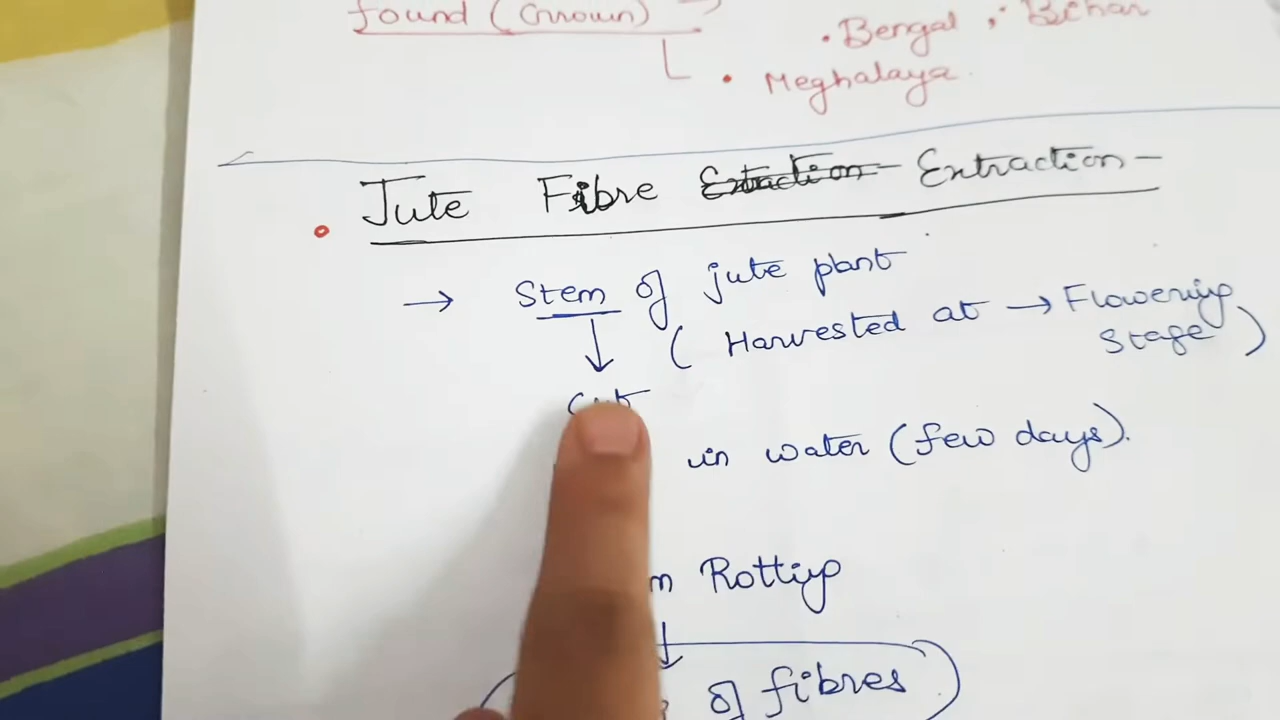 found (Grown) →
• Bengal, • Bihar
• Meghalaya.
• Jute Fibre Extraction - Extraction -
→ Stem of jute plant
( Harvested at → Flowering
Stage )
Cut
in water (few days).
Rotting
of fibres